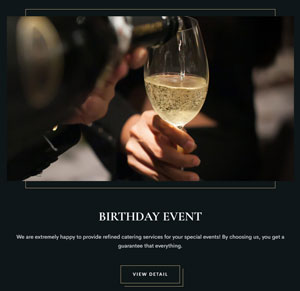 BIRTHDAY EVENT
We are extremely happy to provide refined catering services for your special events! By choosing us, you get a
guarantee that everything.
VIEW DETAIL